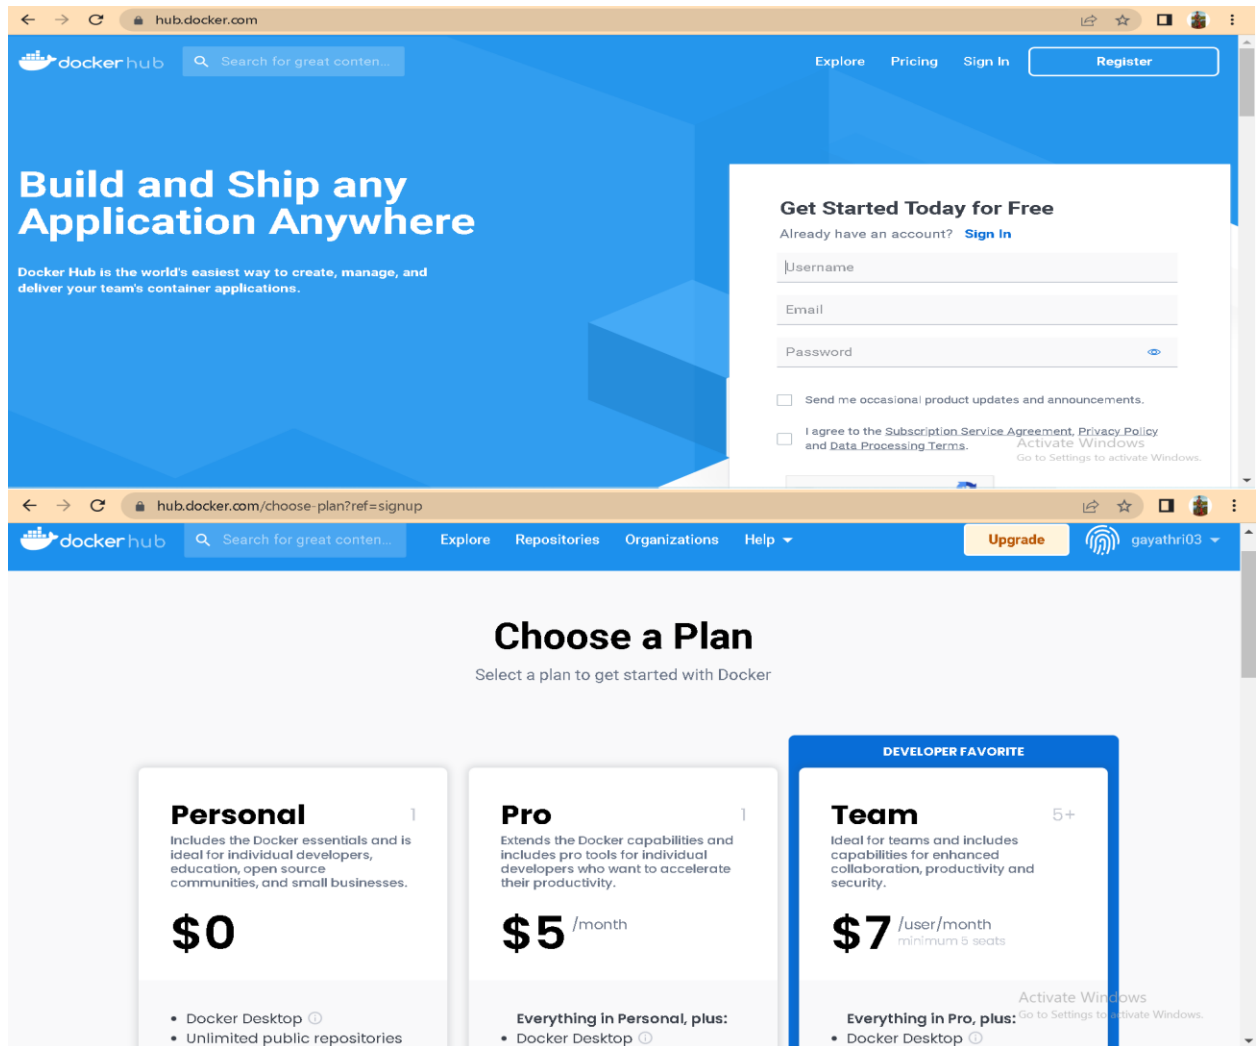 hub.docker.com
dockerhub Search for great conten... Explore Pricing Sign In Register
Build and Ship any
Application Anywhere
Docker Hub is the world's easiest way to create, manage, and
deliver your team's container applications.
Get Started Today for Free
Already have an account? Sign In
Username
Email
Password
Send me occasional product updates and announcements.
I agree to the Subscription Service Agreement, Privacy Policy
and Data Processing Terms.
Activate Windows
Go to Settings to activate Windows.
hub.docker.com/choose-plan?ref=signup
dockerhub Search for great conten... Explore Repositories Organizations Help Upgrade gayathri03
Choose a Plan
Select a plan to get started with Docker
Personal 1
Includes the Docker essentials and is
ideal for individual developers,
education, open source
communities, and small businesses.
$0
Docker Desktop
Unlimited public repositories
Pro 1
Extends the Docker capabilities and
includes pro tools for individual
developers who want to accelerate
their productivity.
$5 /month
Everything in Personal, plus:
Docker Desktop
DEVELOPER FAVORITE
Team 5+
Ideal for teams and includes
capabilities for enhanced
collaboration, productivity and
security.
$7 /user/month
minimum 5 seats
Everything in Pro, plus:
Docker Desktop
Activate Windows
Go to Settings to activate Windows.